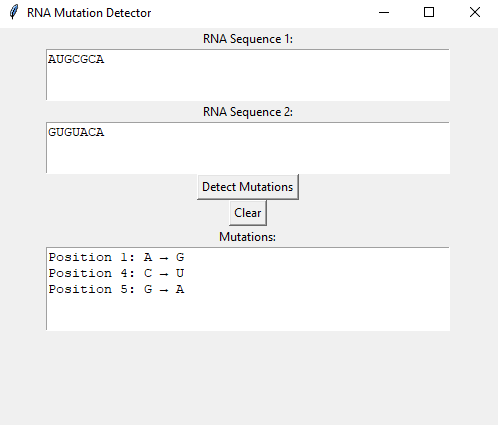 RNA Mutation Detector
RNA Sequence 1:
AUGCGCA
RNA Sequence 2:
GUGUACA
Detect Mutations
Clear
Mutations:
Position 1: A → G
Position 4: C → U
Position 5: G → A